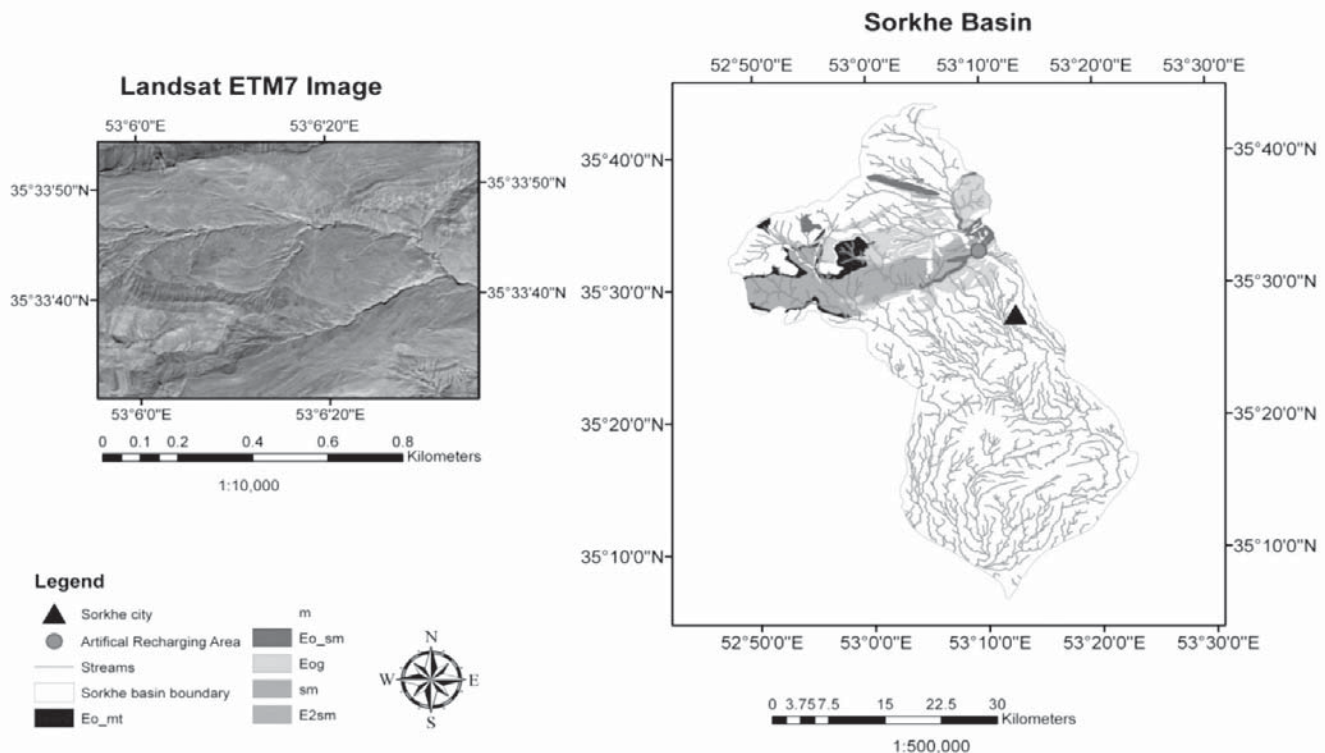 Sorkhe Basin
Landsat ETM7 Image
53°6'0"E 53°6'20"E
35°33'50"N 35°33'50"N
35°33'40"N 35°33'40"N
53°6'0"E 53°6'20"E
0 0.1 0.2 0.4 0.6 0.8
Kilometers
1:10,000
52°50'0"E 53°0'0"E 53°10'0"E 53°20'0"E 53°30'0"E
35°40'0"N 35°40'0"N
35°30'0"N 35°30'0"N
35°20'0"N 35°20'0"N
35°10'0"N 35°10'0"N
52°50'0"E 53°0'0"E 53°10'0"E 53°20'0"E 53°30'0"E
0 3.75 7.5 15 22.5 30
Kilometers
1:500,000
Legend
Sorkhe city
Artifical Recharging Area
Streams
Sorkhe basin boundary
Eo_mt
m
Eo_sm
Eog
sm
E2sm
N
W E
S